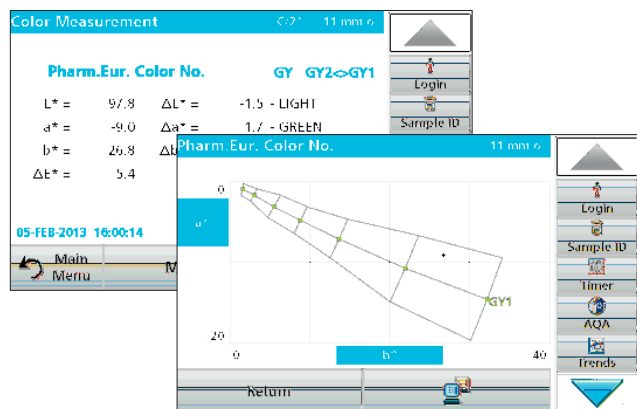 Color Measurement C/2° 11 mm
Login
Sample ID
Pharm.Eur. Color No. GY GY2<>GY1
L* = 97.8 ΔL* = -1.5 - LIGHT
a* = -9.0 Δa* = 1.7 - GREEN
b* = 26.8 Δb
ΔE* = 5.4
05-FEB-2013 16:00:14
Main
Menu
M
Pharm.Eur. Color No. 11 mm
Login
Sample ID
Timer
AQA
Trends
0
a*
GY1
20
0
b*
40
Return